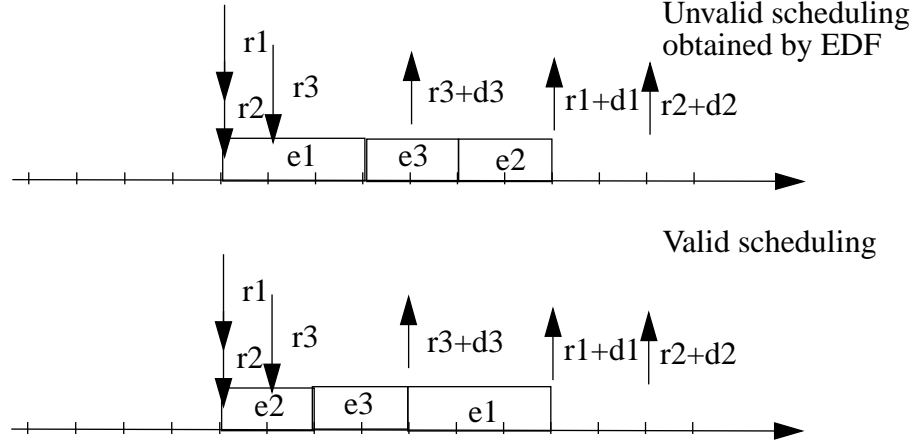 Unvalid scheduling
obtained by EDF
r1
r2
r3
r3+d3
r1+d1
r2+d2
e1
e3
e2
Valid scheduling
r1
r2
r3
r3+d3
r1+d1
r2+d2
e2
e3
e1